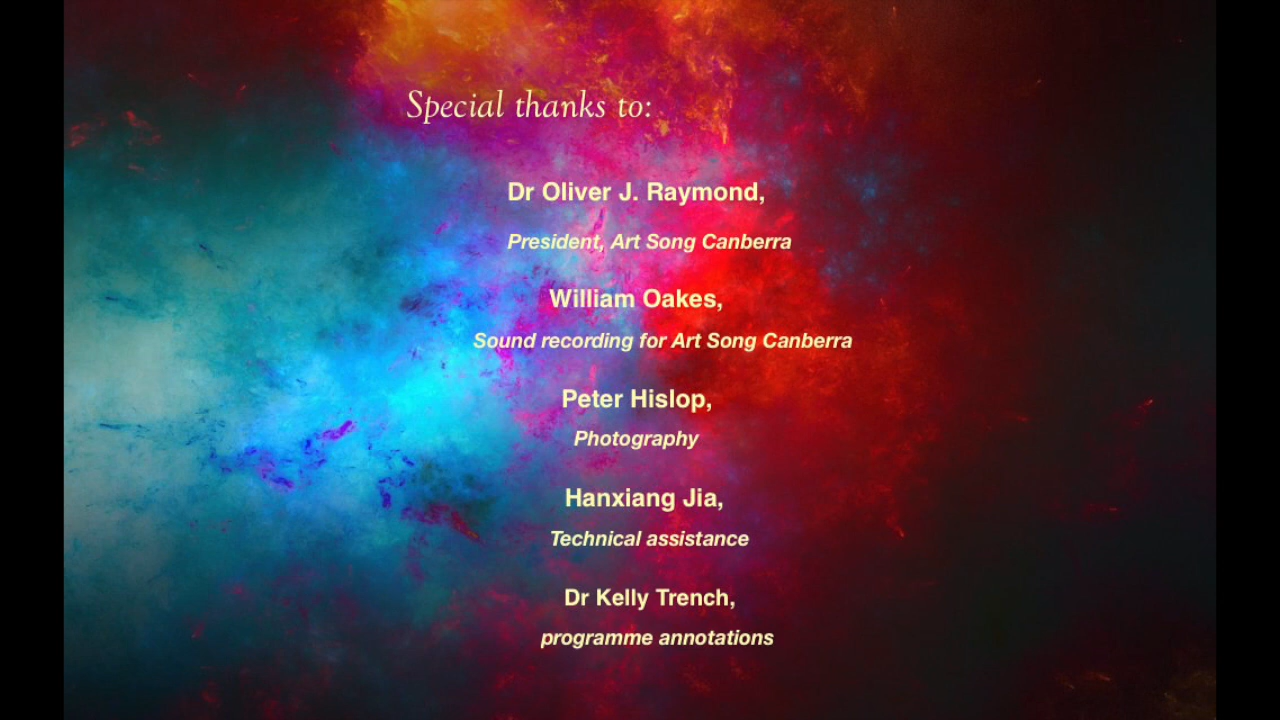 Special thanks to:
Dr Oliver J. Raymond,
President, Art Song Canberra
William Oakes,
Sound recording for Art Song Canberra
Peter Hislop,
Photography
Hanxiang Jia,
Technical assistance
Dr Kelly Trench,
programme annotations